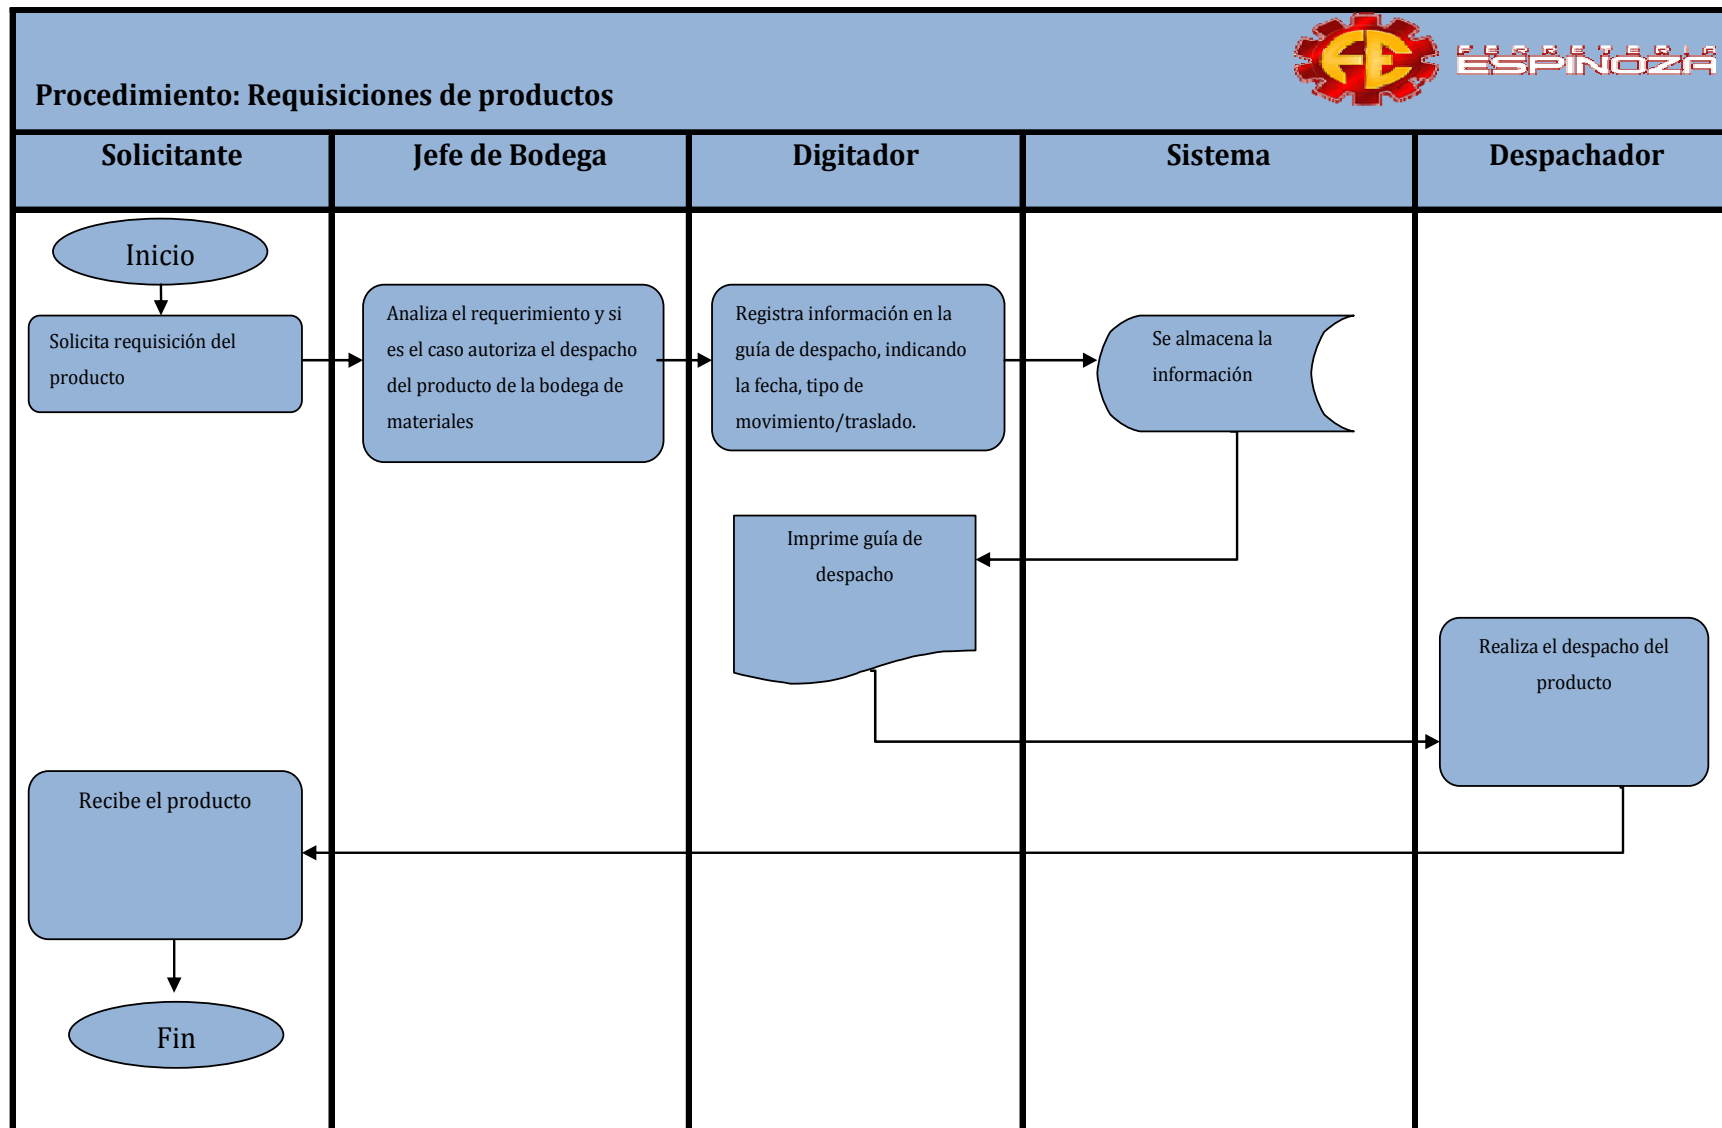 FERRETERIA
ESPINOZA
Procedimiento: Requisiciones de productos
Solicitante
Jefe de Bodega
Digitador
Sistema
Despachador
Inicio
Solicita requisición del
producto
Analiza el requerimiento y si
es el caso autoriza el despacho
del producto de la bodega de
materiales
Registra información en la
guía de despacho, indicando
la fecha, tipo de
movimiento/traslado.
Se almacena la
información
Imprime guía de
despacho
Realiza el despacho del
producto
Recibe el producto
Fin